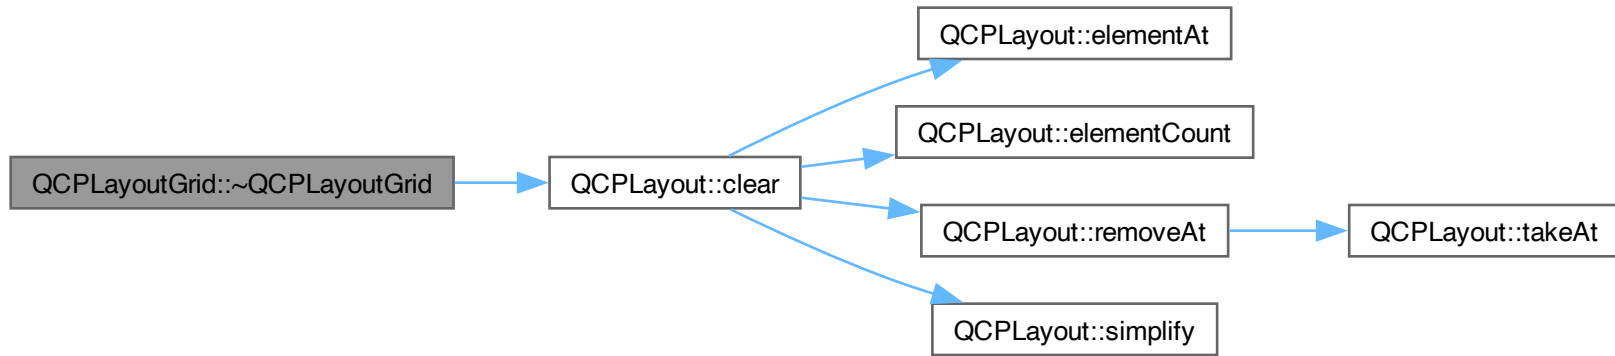 QCPLayoutGrid::~QCPLayoutGrid
QCPLayout::clear
QCPLayout::elementAt
QCPLayout::elementCount
QCPLayout::removeAt
QCPLayout::takeAt
QCPLayout::simplify